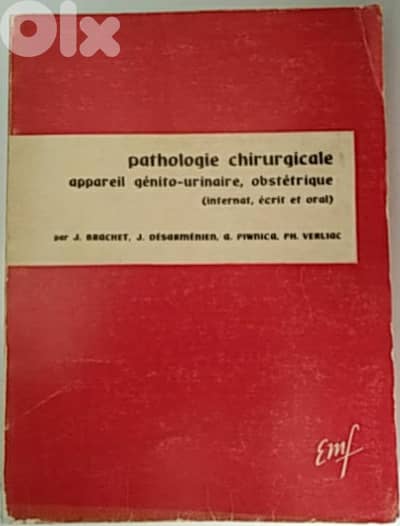 OLX
pathologie chirurgicale
appareil génito-urinaire, obstétrique
(internat, écrit et oral)
par J. BRACHET, J. DÉSARMÉNIEN, A. PIWNICA, PH. VERLIAC
Emf